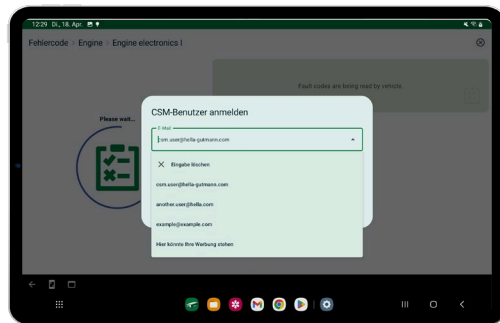 12:29 Di., 18. Apr.
Fehlercode > Engine > Engine electronics I
Fault codes are being read by vehicle.
Please wait...
CSM-Benutzer anmelden
E-Mail
csm.user@hella-gutmann.com
Eingabe löschen
csm.user@hella-gutmann.com
another.user@hella.com
example@example.com
Hier könnte Ihre Werbung stehen